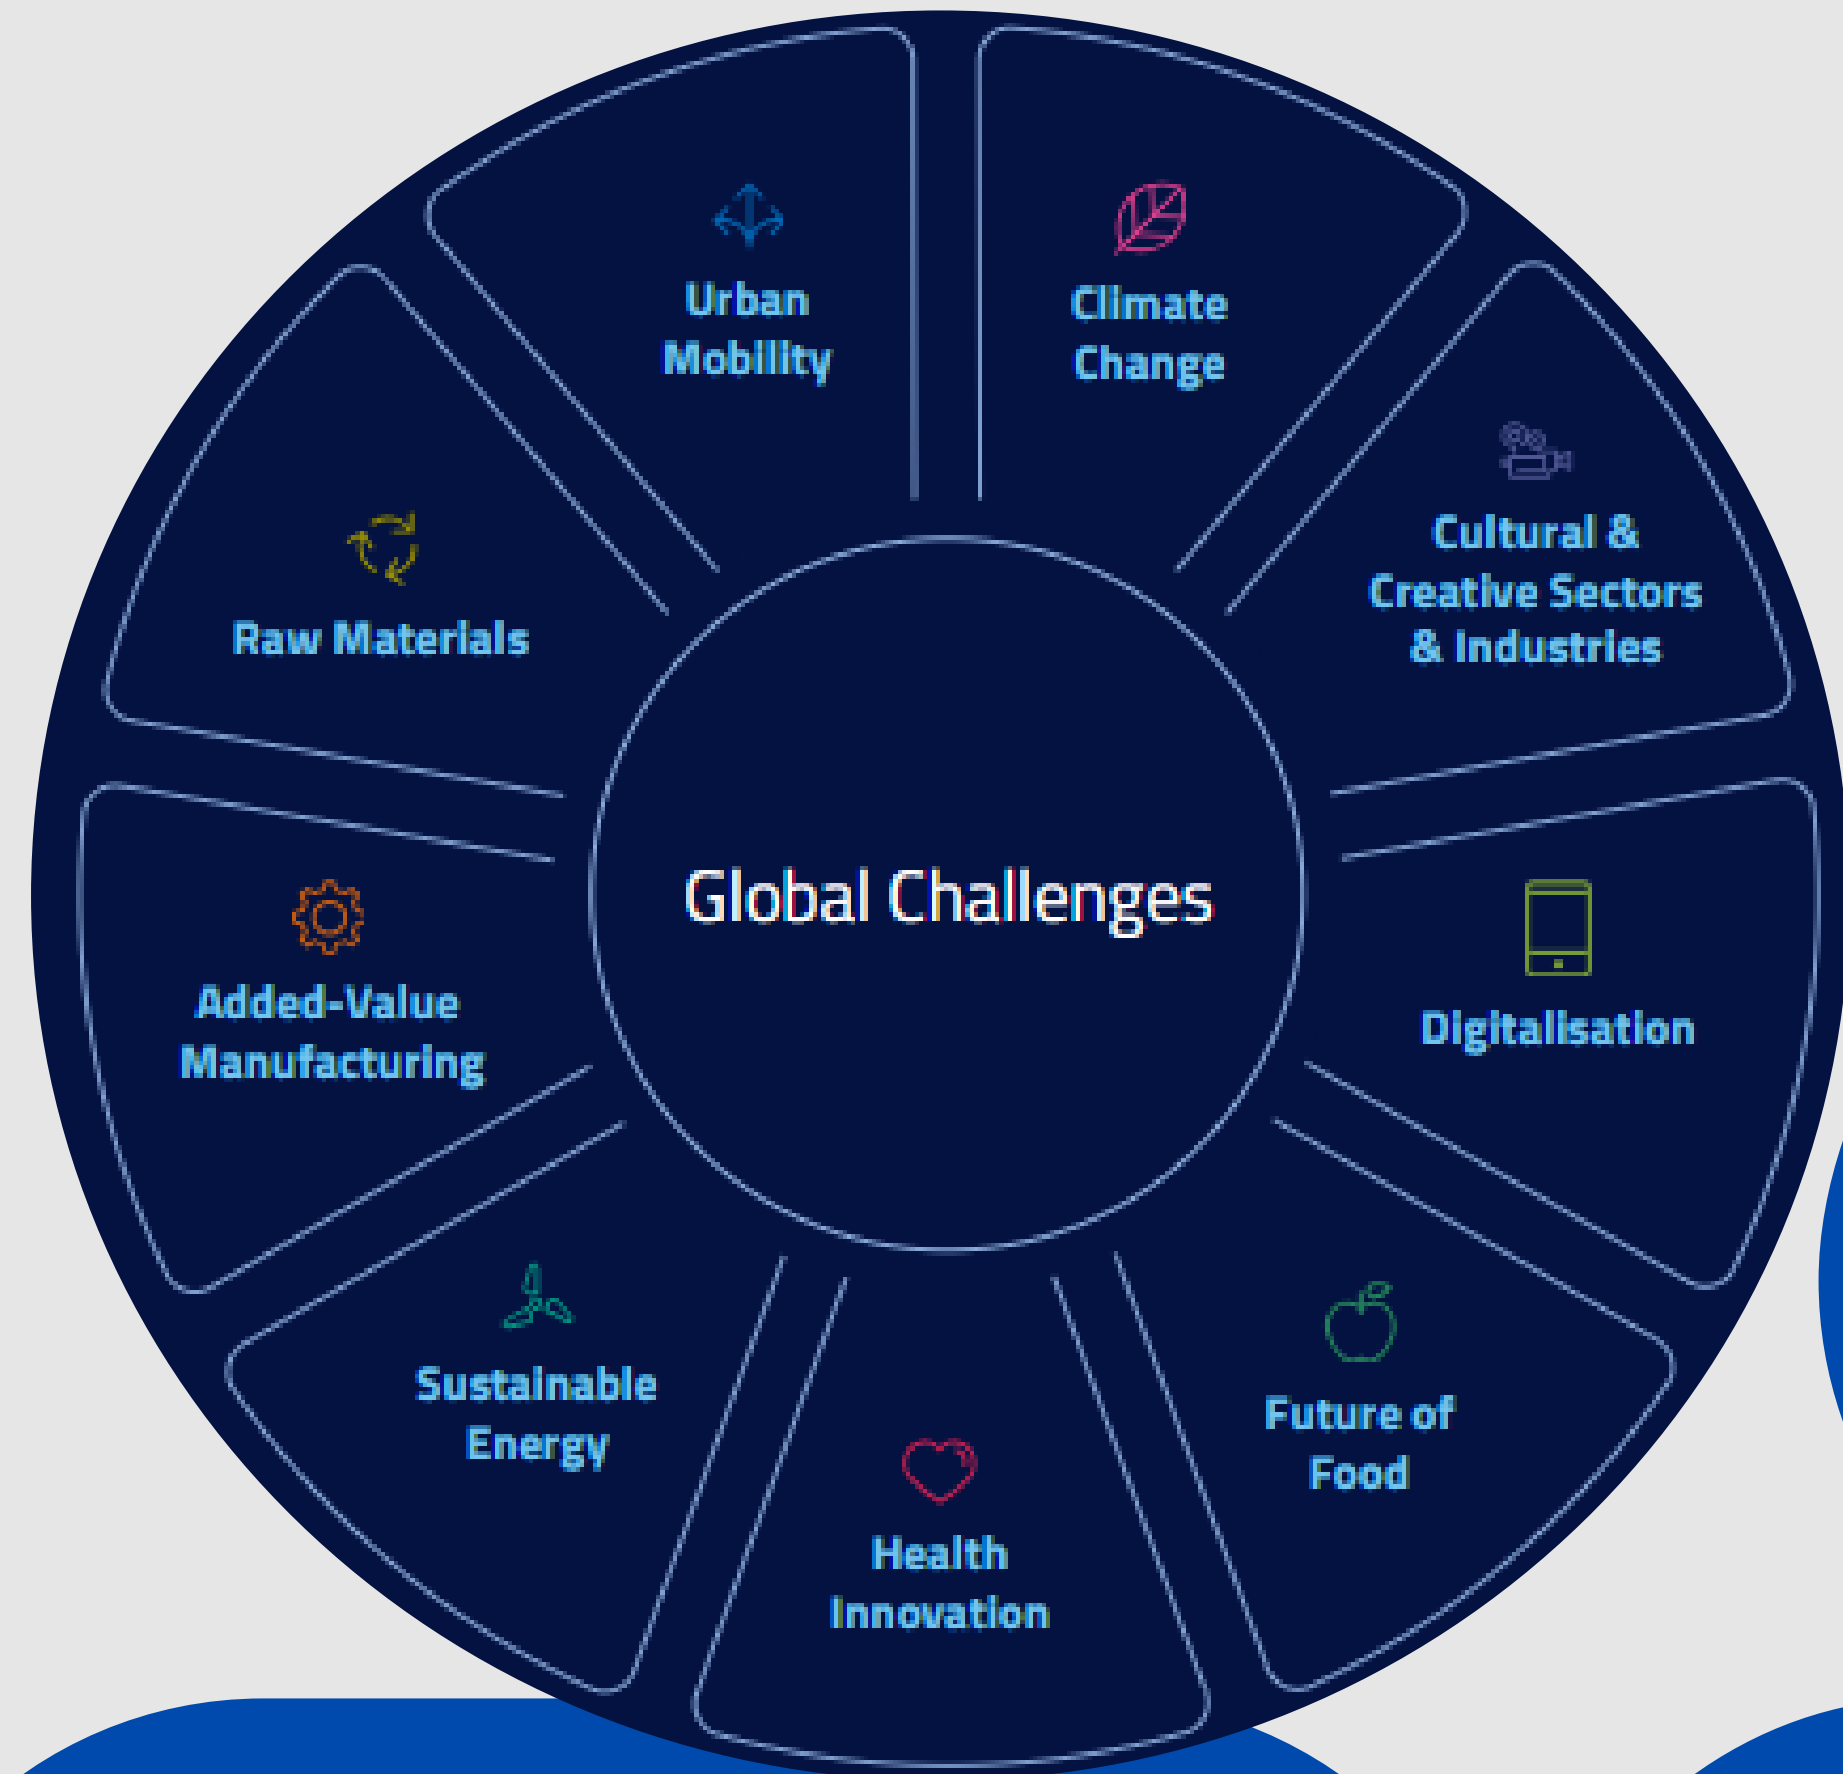 Urban
Mobility
Climate
Change
Cultural &
Creative Sectors
& Industries
Raw Materials
Global Challenges
Added-Value
Manufacturing
Digitalisation
Sustainable
Energy
Future of
Food
Health
Innovation